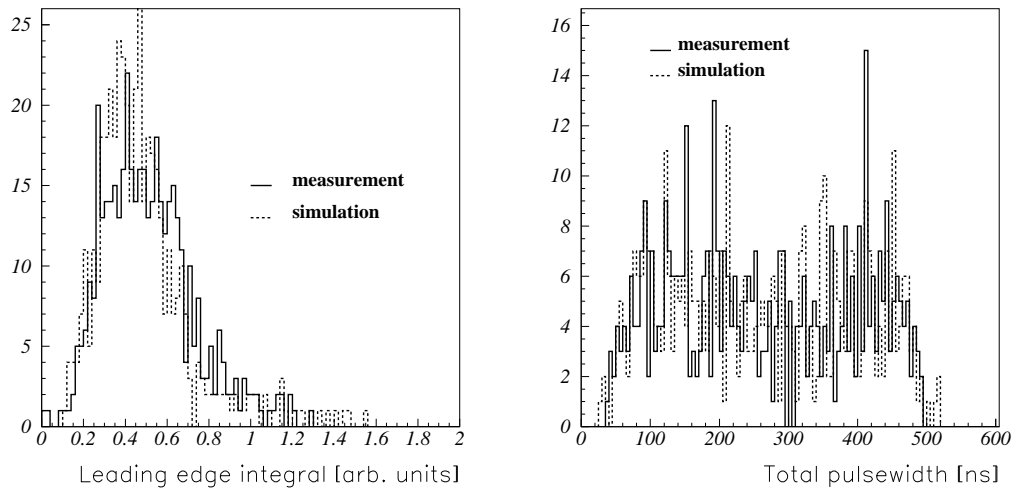 25
20
15
10
5
0
measurement
simulation
0 0.2 0.4 0.6 0.8 1 1.2 1.4 1.6 1.8 2
Leading edge integral [arb. units]
16
14
12
10
8
6
4
2
0
measurement
simulation
0 100 200 300 400 500 600
Total pulsewidth [ns]